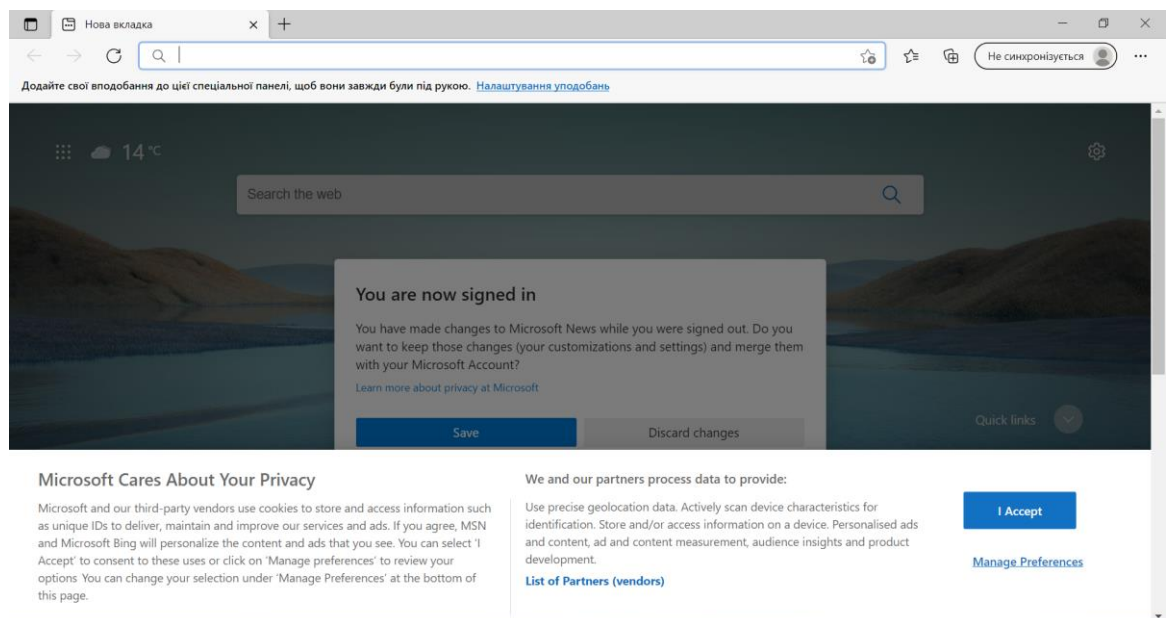 Нова вкладка
Не синхронізується
Додайте свої вподобання до цієї спеціальної панелі, щоб вони завжди були під рукою. Налаштування уподобань
14 °C
Search the web
You are now signed in
You have made changes to Microsoft News while you were signed out. Do you
want to keep those changes (your customizations and settings) and merge them
with your Microsoft Account?
Learn more about privacy at Microsoft
Save
Discard changes
Quick links
Microsoft Cares About Your Privacy
Microsoft and our third-party vendors use cookies to store and access information such
as unique IDs to deliver, maintain and improve our services and ads. If you agree, MSN
and Microsoft Bing will personalize the content and ads that you see. You can select 'I
Accept' to consent to these uses or click on 'Manage preferences' to review your
options You can change your selection under 'Manage Preferences' at the bottom of
this page.
We and our partners process data to provide:
Use precise geolocation data. Actively scan device characteristics for
identification. Store and/or access information on a device. Personalised ads
and content, ad and content measurement, audience insights and product
development.
List of Partners (vendors)
I Accept
Manage Preferences